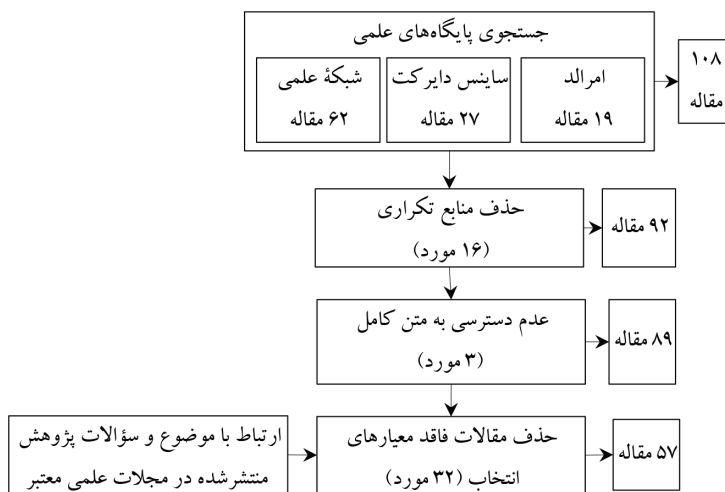 جستجوی پایگاه‌های علمی
امرالد
۱۹ مقاله
ساینس دایرکت
۲۷ مقاله
شبکۀ علمی
۶۲ مقاله
۱۰۸
مقاله
حذف منابع تکراری
(۱۶ مورد)
۹۲ مقاله
عدم دسترسی به متن کامل
(۳ مورد)
۸۹ مقاله
حذف مقالات فاقد معیارهای
انتخاب (۳۲ مورد)
۵۷ مقاله
ارتباط با موضوع و سؤالات پژوهش
منتشرشده در مجلات علمی معتبر